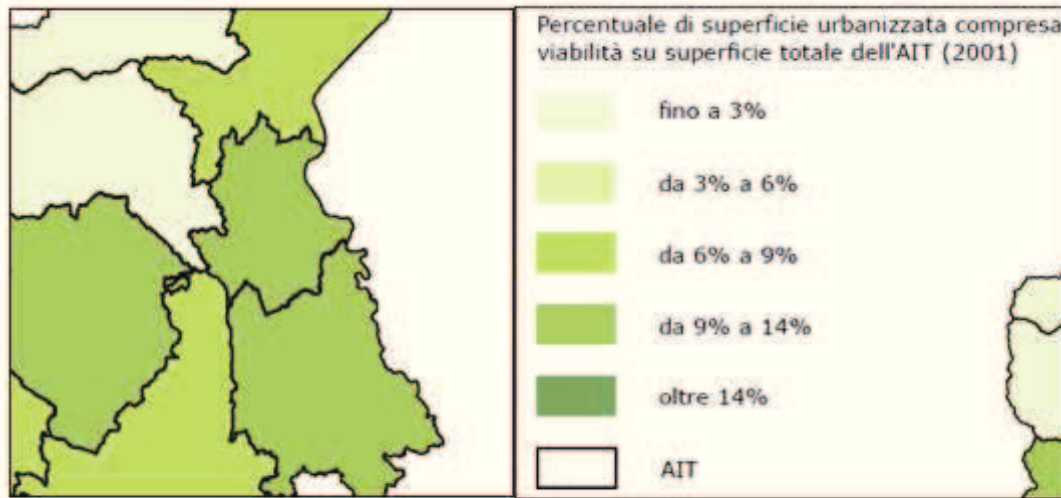 Percentuale di superficie urbanizzata compresa
viabilità su superficie totale dell'AIT (2001)
fino a 3%
da 3% a 6%
da 6% a 9%
da 9% a 14%
oltre 14%
AIT